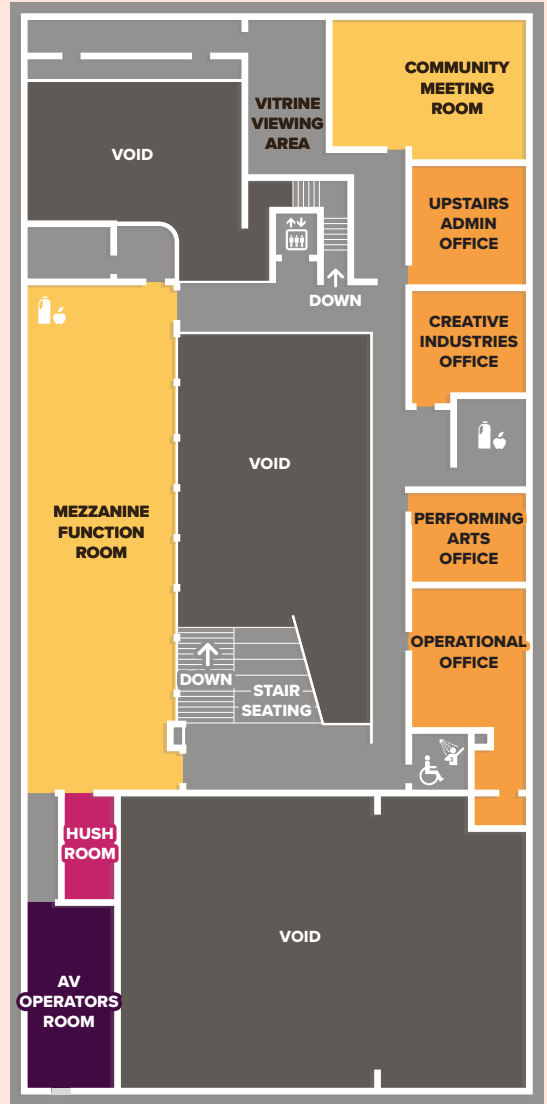 COMMUNITY
MEETING
ROOM
VITRINE
VIEWING
AREA
VOID
UPSTAIRS
ADMIN
OFFICE
DOWN
CREATIVE
INDUSTRIES
OFFICE
VOID
MEZZANINE
FUNCTION
ROOM
PERFORMING
ARTS
OFFICE
OPERATIONAL
OFFICE
DOWN
STAIR
SEATING
HUSH
ROOM
VOID
AV
OPERATORS
ROOM